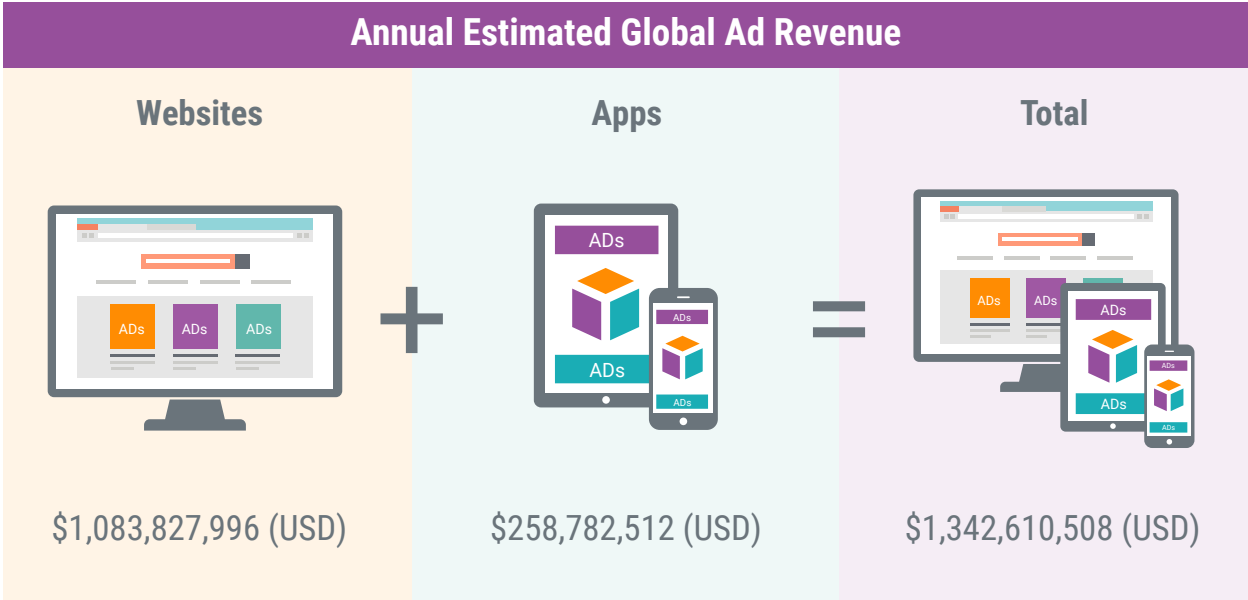 Annual Estimated Global Ad Revenue
Websites
Apps
Total
ADs
ADs
ADs
ADs
ADs
ADs
ADs
ADs
ADs
ADs
ADs
ADs
ADs
$1,083,827,996 (USD)
$258,782,512 (USD)
$1,342,610,508 (USD)